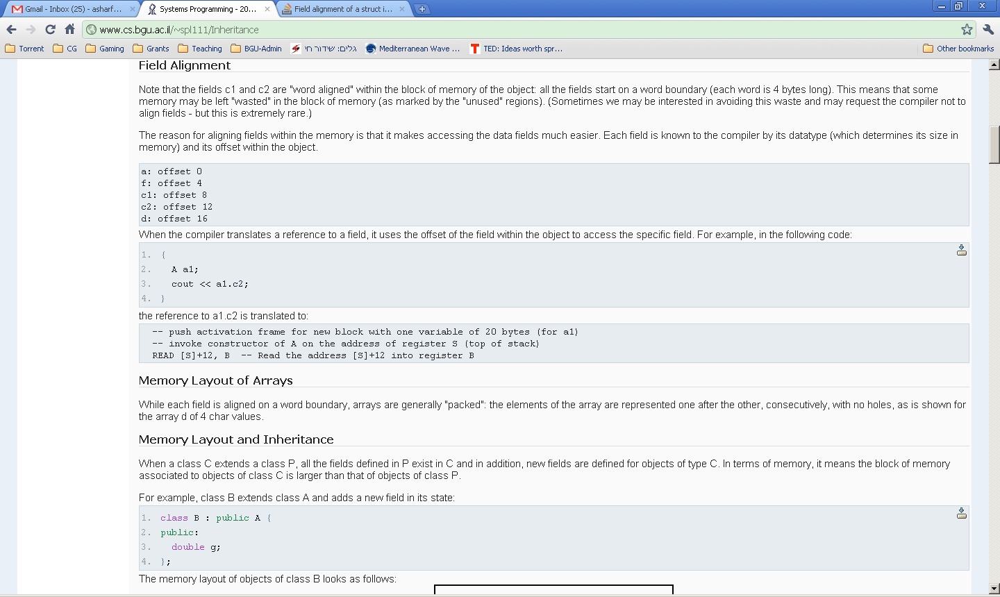 Gmail - Inbox (25) - asharf...
Systems Programming - 20...
Field alignment of a struct i...
www.cs.bgu.ac.il/~spl111/Inheritance
Torrent
CG
Gaming
Grants
Teaching
BGU-Admin
גלים: שידור חי
Mediterranean Wave ...
TED: Ideas worth spr...
Other bookmarks
Field Alignment
Note that the fields c1 and c2 are "word aligned" within the block of memory of the object: all the fields start on a word boundary (each word is 4 bytes long). This means that some
memory may be left "wasted" in the block of memory (as marked by the "unused" regions). (Sometimes we may be interested in avoiding this waste and may request the compiler not to
align fields - but this is extremely rare.)
The reason for aligning fields within the memory is that it makes accessing the data fields much easier. Each field is known to the compiler by its datatype (which determines its size in
memory) and its offset within the object.
a: offset 0
f: offset 4
c1: offset 8
c2: offset 12
d: offset 16
When the compiler translates a reference to a field, it uses the offset of the field within the object to access the specific field. For example, in the following code:
1. {
2. A a1;
3. cout << a1.c2;
4. }
the reference to a1.c2 is translated to:
-- push activation frame for new block with one variable of 20 bytes (for a1)
-- invoke constructor of A on the address of register S (top of stack)
READ [S]+12, B -- Read the address [S]+12 into register B
Memory Layout of Arrays
While each field is aligned on a word boundary, arrays are generally "packed": the elements of the array are represented one after the other, consecutively, with no holes, as is shown for
the array d of 4 char values.
Memory Layout and Inheritance
When a class C extends a class P, all the fields defined in P exist in C and in addition, new fields are defined for objects of type C. In terms of memory, it means the block of memory
associated to objects of class C is larger than that of objects of class P.
For example, class B extends class A and adds a new field in its state:
1. class B : public A {
2. public:
3. double g;
4. };
The memory layout of objects of class B looks as follows: